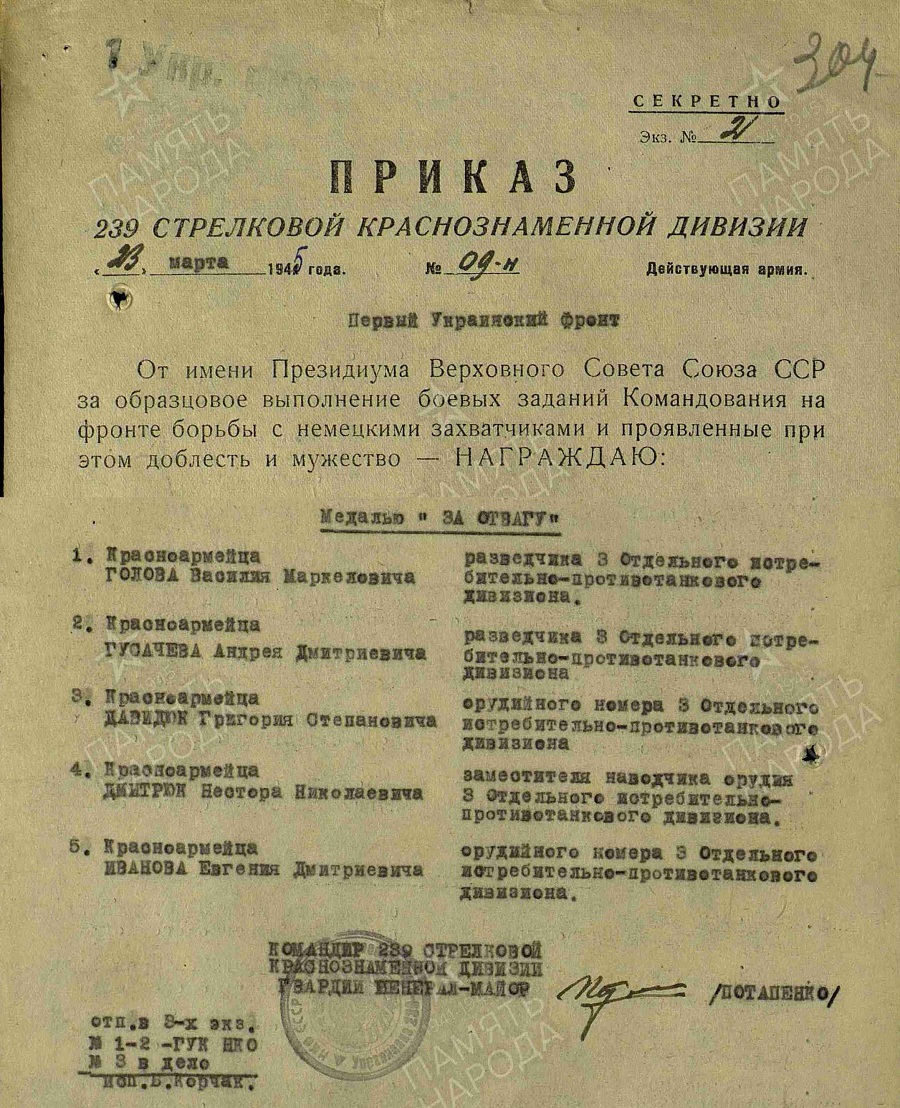 304
1 Упр.
СЕКРЕТНО
Экз. № 2
ПРИКАЗ
239 СТРЕЛКОВОЙ КРАСНОЗНАМЕННОЙ ДИВИЗИИ
„23„ марта 1945 года. № 09-н Действующая армия.
Первый Украинский фронт
От имени Президиума Верховного Совета Союза ССР
за образцовое выполнение боевых заданий Командования на
фронте борьбы с немецкими захватчиками и проявленные при
этом доблесть и мужество — НАГРАЖДАЮ:
Медалью " ЗА ОТВАГУ"
1. Красноармейца
ГОЛОВА Василия Маркеловича
разведчика 3 Отдельного истре-
бительно-противотанкового
дивизиона.
2. Красноармейца
ГУСАЧЕВА Андрея Дмитриевича
разведчика 3 Отдельного истре-
бительно-противотанкового
дивизиона
3. Красноармейца
ДАВИДЮК Григория Степановича
орудийного номера 3 Отдельного
истребительно-противотанкового
дивизиона
4. Красноармейца
ДМИТРЮК Нестора Николаевича
заместителя наводчика орудия
3 Отдельного истребительно-
противотанкового дивизиона.
5. Красноармейца
ИВАНОВА Евгения Дмитриевича
орудийного номера 3 Отдельного
истребительно-противотанкового
дивизиона.
КОМАНДИР 239 СТРЕЛКОВОЙ
КРАСНОЗНАМЕННОЙ ДИВИЗИИ
ГВАРДИИ ГЕНЕРАЛ-МАЙОР /ПОТАПЕНКО/
отп.в 3-х экз.
№ 1-2 -ГУК НКО
№ 3 в дело
исп.Б.Корчак.
ПАМЯТЬ
НАРОДА